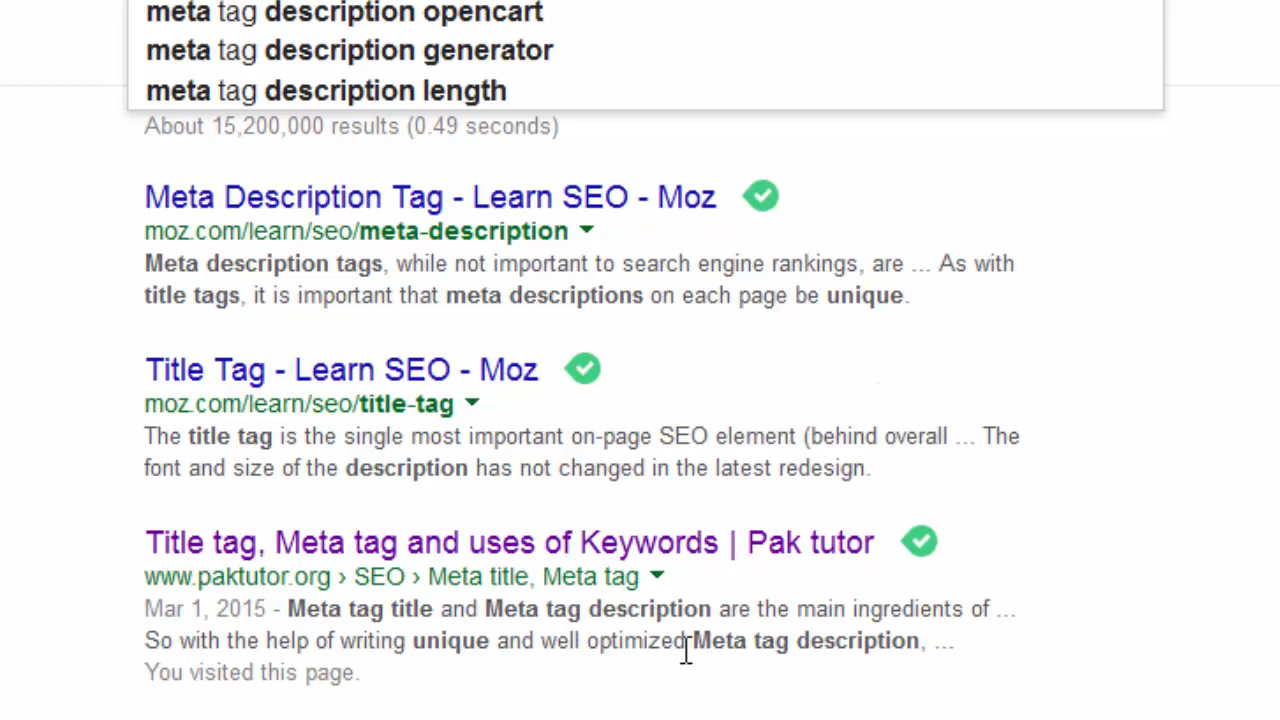 meta tag description opencart
meta tag description generator
meta tag description length
About 15,200,000 results (0.49 seconds)
Meta Description Tag - Learn SEO - Moz
moz.com/learn/seo/meta-description
Meta description tags, while not important to search engine rankings, are ... As with
title tags, it is important that meta descriptions on each page be unique.
Title Tag - Learn SEO - Moz
moz.com/learn/seo/title-tag
The title tag is the single most important on-page SEO element (behind overall ... The
font and size of the description has not changed in the latest redesign.
Title tag, Meta tag and uses of Keywords | Pak tutor
www.paktutor.org › SEO › Meta title, Meta tag
Mar 1, 2015 - Meta tag title and Meta tag description are the main ingredients of ...
So with the help of writing unique and well optimized Meta tag description, ...
You visited this page.